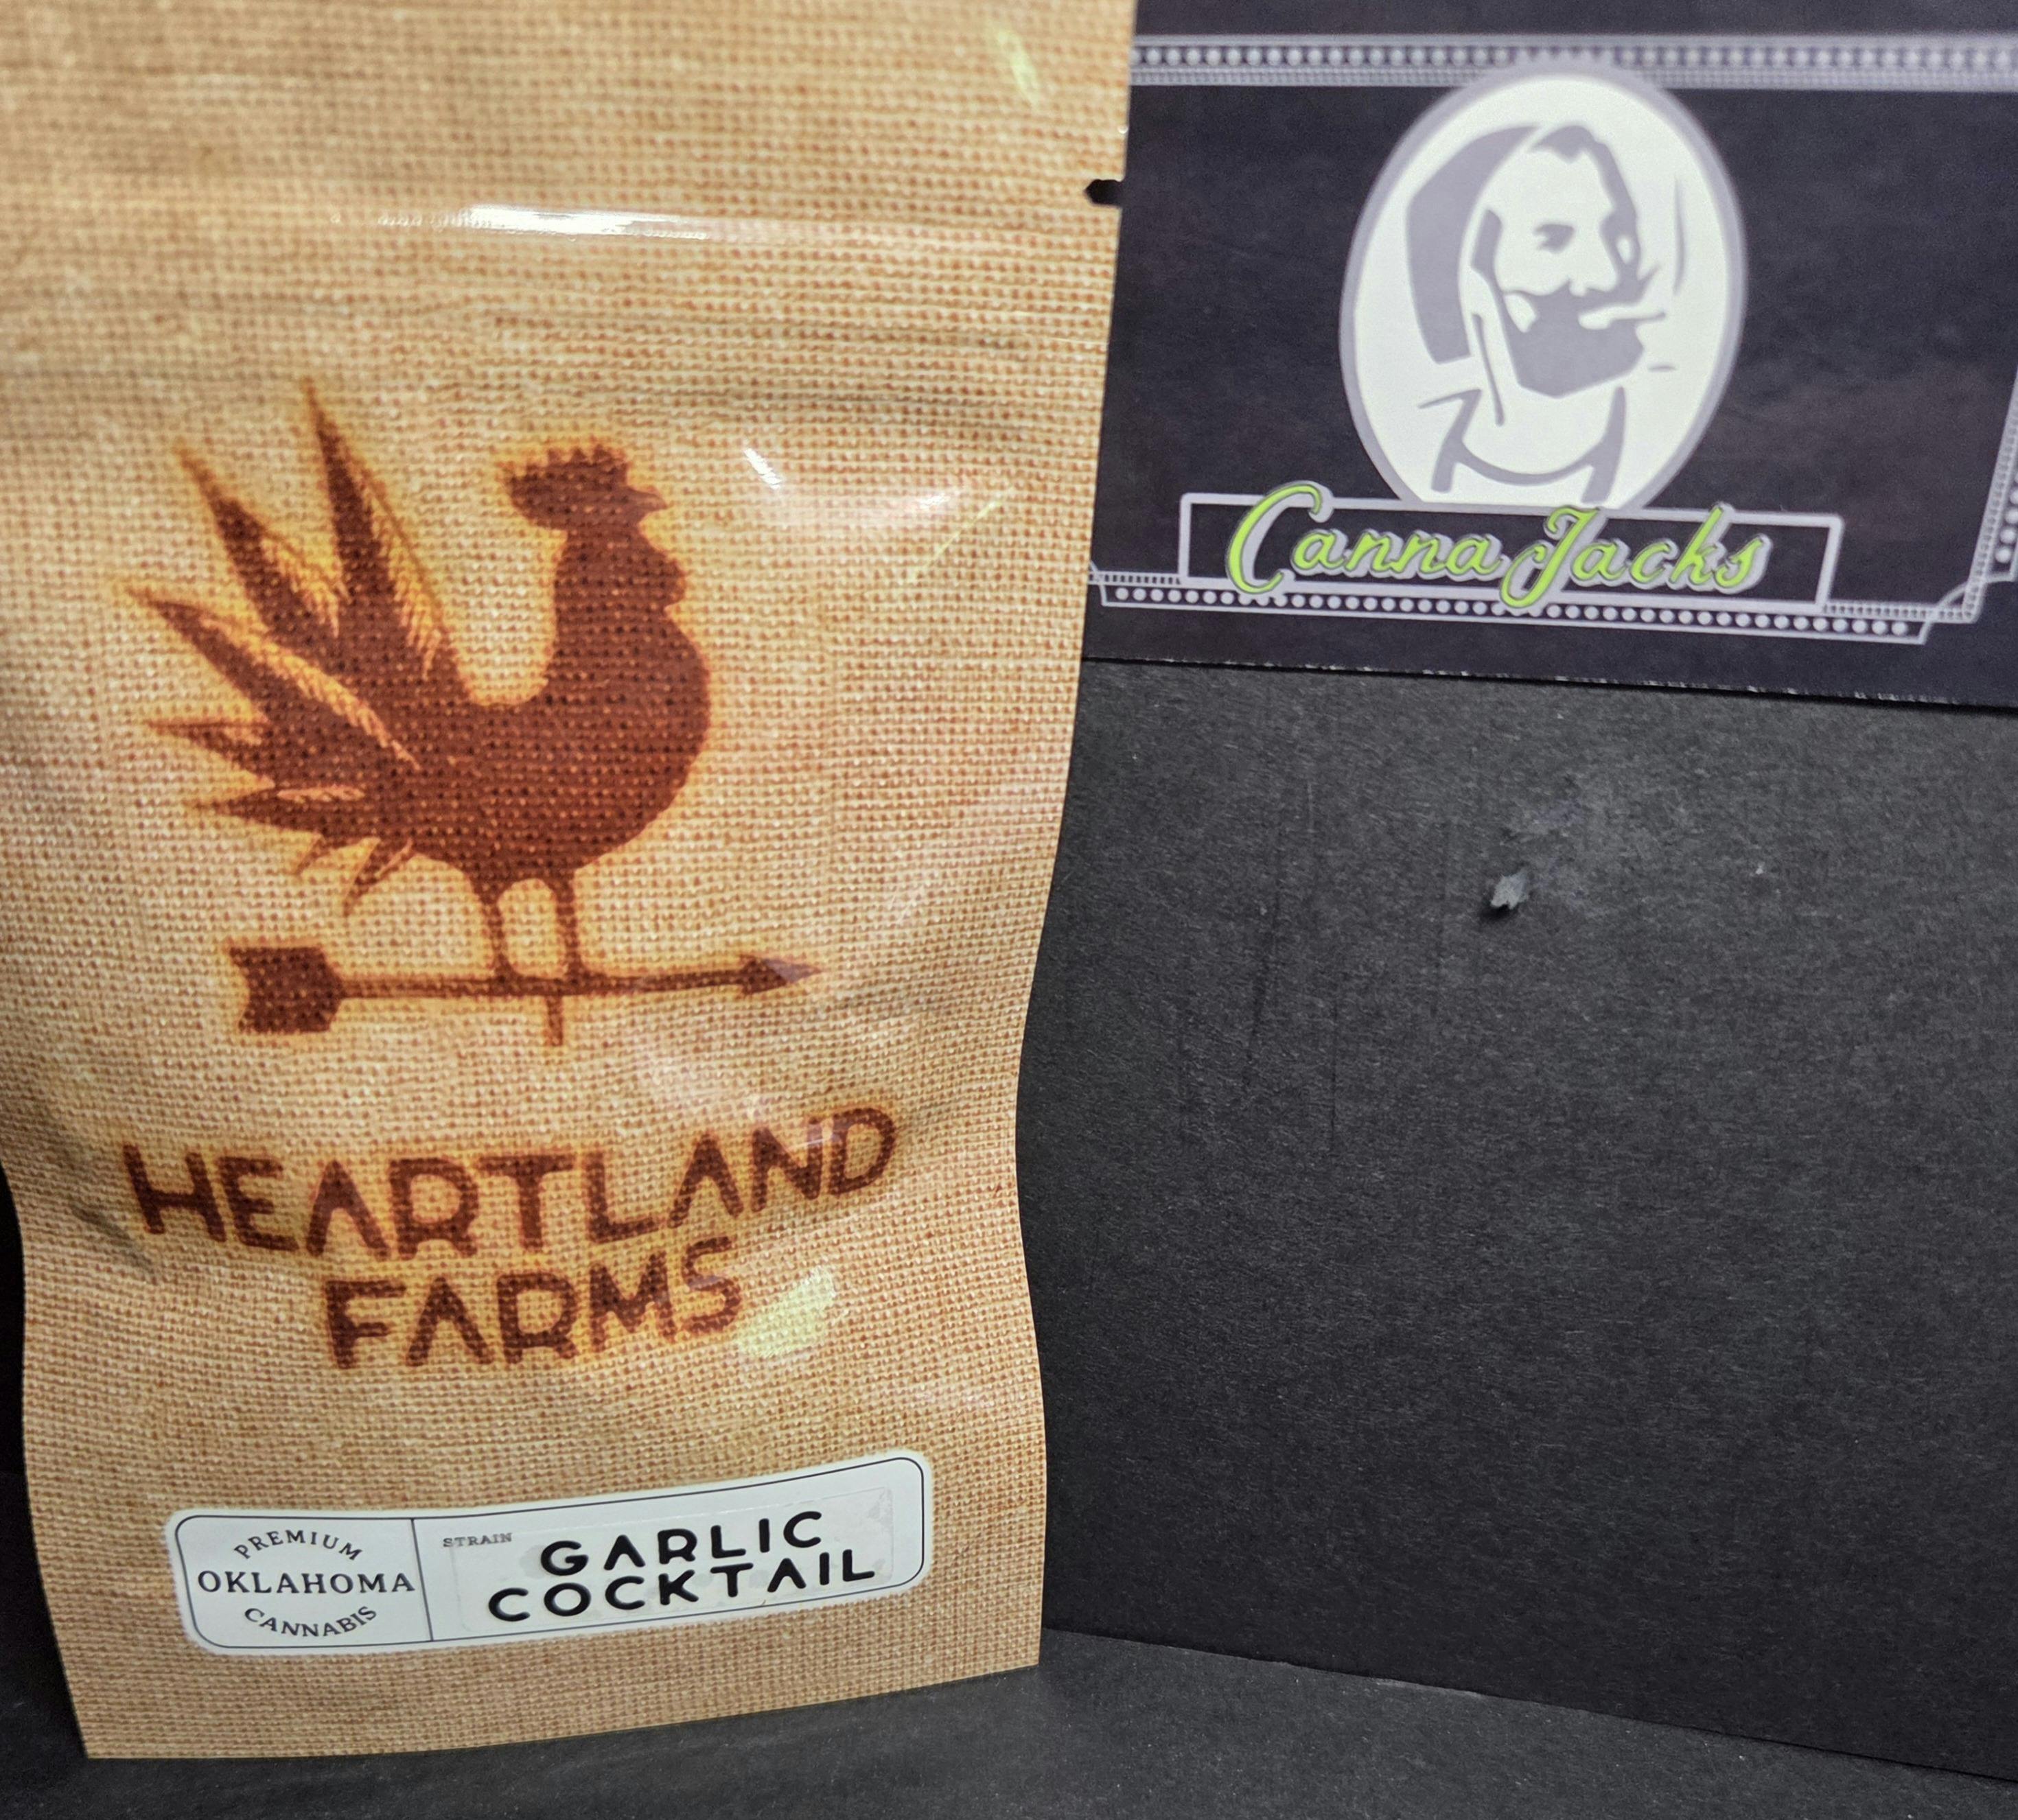 Canna Jacks
HEARTLAND
FARMS
PREMIUM
OKLAHOMA
CANNABIS
STRAIN
GARLIC
COCKTAIL